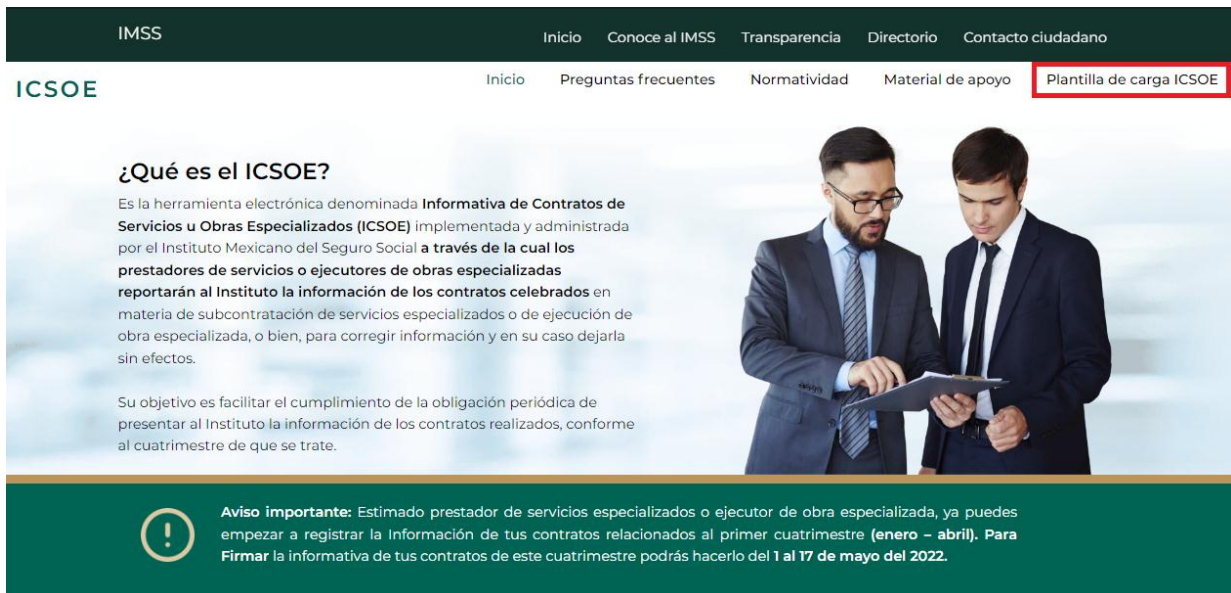 IMSS
Inicio Conoce al IMSS Transparencia Directorio Contacto ciudadano
ICSOE
Inicio Preguntas frecuentes Normatividad Material de apoyo Plantilla de carga ICSOE
¿Qué es el ICSOE?
Es la herramienta electrónica denominada Informativa de Contratos de
Servicios u Obras Especializados (ICSOE) implementada y administrada
por el Instituto Mexicano del Seguro Social a través de la cual los
prestadores de servicios o ejecutores de obras especializadas
reportarán al Instituto la información de los contratos celebrados en
materia de subcontratación de servicios especializados o de ejecución de
obra especializada, o bien, para corregir información y en su caso dejarla
sin efectos.
Su objetivo es facilitar el cumplimiento de la obligación periódica de
presentar al Instituto la información de los contratos realizados, conforme
al cuatrimestre de que se trate.
Aviso importante: Estimado prestador de servicios especializados o ejecutor de obra especializada, ya puedes
empezar a registrar la Información de tus contratos relacionados al primer cuatrimestre (enero – abril). Para
Firmar la informativa de tus contratos de este cuatrimestre podrás hacerlo del 1 al 17 de mayo del 2022.